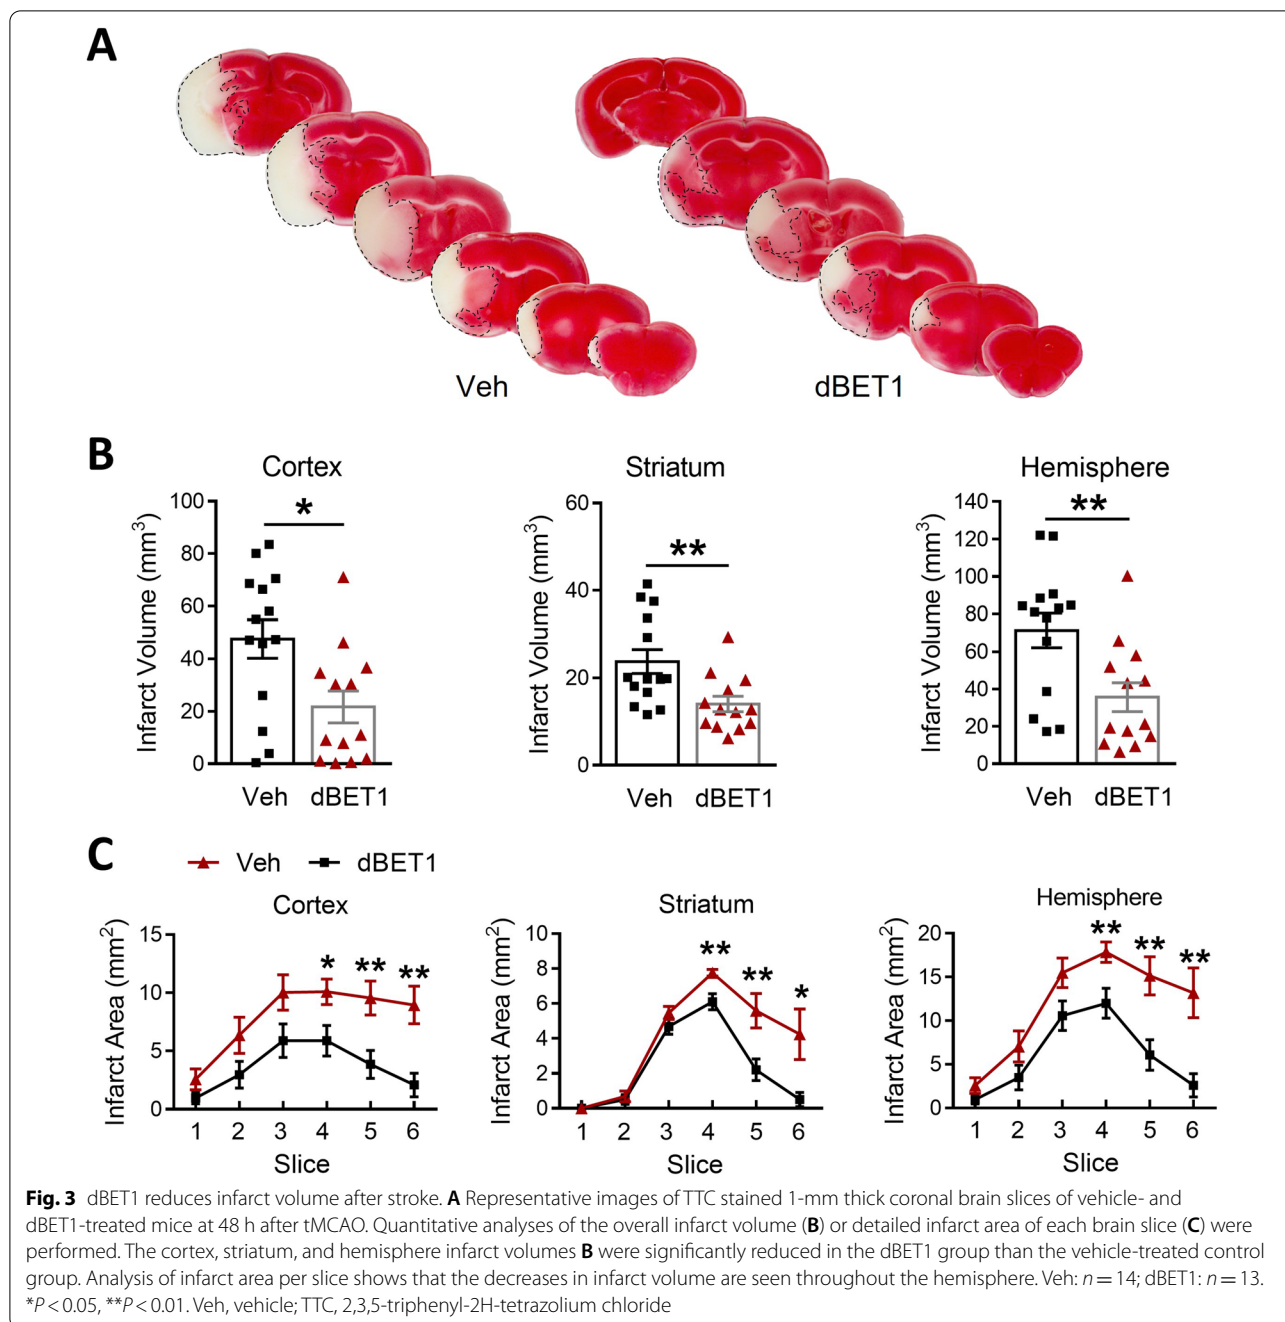 A
Veh
dBET1
B
Cortex
Infarct Volume (mm³)
100
80
60
40
20
0
*
Veh
dBET1
Striatum
Infarct Volume (mm³)
60
40
20
0
**
Veh
dBET1
Hemisphere
Infarct Volume (mm³)
140
120
100
80
60
40
20
0
**
Veh
dBET1
C
Veh
dBET1
Cortex
Infarct Area (mm²)
15
10
5
0
* ** **
1 2 3 4 5 6
Slice
Striatum
Infarct Area (mm²)
10
8
6
4
2
0
** ** *
1 2 3 4 5 6
Slice
Hemisphere
Infarct Area (mm²)
20
15
10
5
0
** ** **
1 2 3 4 5 6
Slice
Fig. 3 dBET1 reduces infarct volume after stroke. A Representative images of TTC stained 1-mm thick coronal brain slices of vehicle- and
dBET1-treated mice at 48 h after tMCAO. Quantitative analyses of the overall infarct volume (B) or detailed infarct area of each brain slice (C) were
performed. The cortex, striatum, and hemisphere infarct volumes B were significantly reduced in the dBET1 group than the vehicle-treated control
group. Analysis of infarct area per slice shows that the decreases in infarct volume are seen throughout the hemisphere. Veh: n = 14; dBET1: n = 13.
*P < 0.05, **P < 0.01. Veh, vehicle; TTC, 2,3,5-triphenyl-2H-tetrazolium chloride